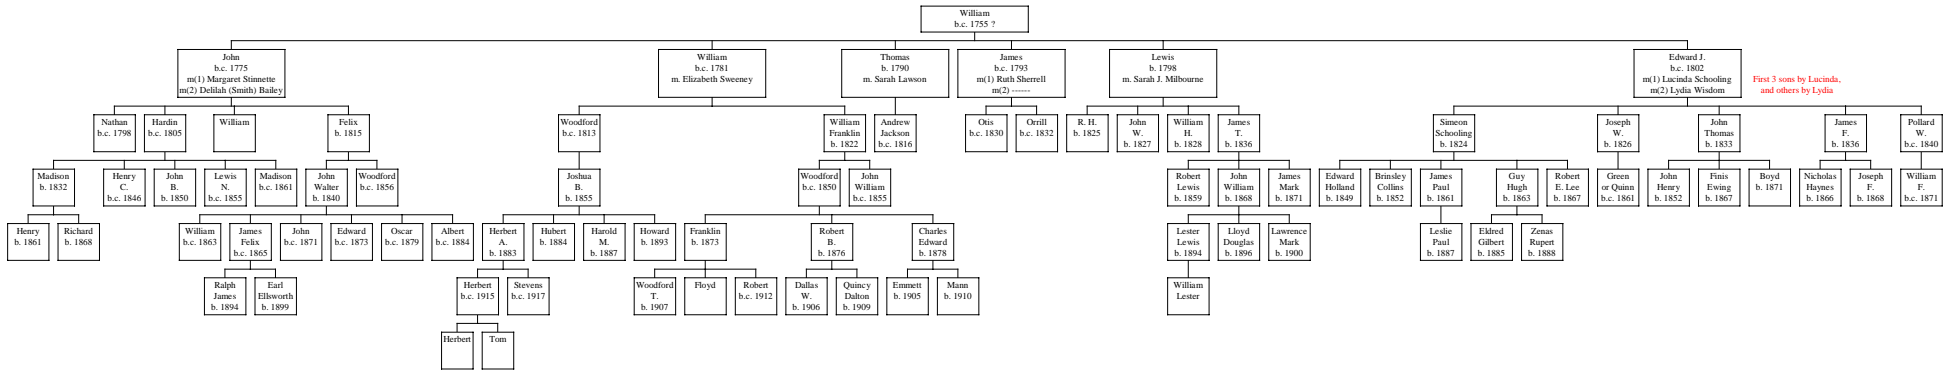 William
b.c. 1755 ?
John
b.c. 1775
m(1) Margaret Stinnette
m(2) Delilah (Smith) Bailey
William
b.c. 1781
m. Elizabeth Sweeney
Thomas
b. 1790
m. Sarah Lawson
James
b.c. 1793
m(1) Ruth Sherrell
m(2) ------
Lewis
b. 1798
m. Sarah J. Milbourne
Edward J.
b.c. 1802
m(1) Lucinda Schooling
m(2) Lydia Wisdom
First 3 sons by Lucinda,
and others by Lydia
Nathan
b.c. 1798
Hardin
b.c. 1805
William
Felix
b. 1815
Woodford
b.c. 1813
William
Franklin
b. 1822
Andrew
Jackson
b.c. 1816
Otis
b.c. 1830
Orrill
b.c. 1832
R. H.
b. 1825
John
W.
b. 1827
William
H.
b. 1828
James
T.
b. 1836
Simeon
Schooling
b. 1824
Joseph
W.
b. 1826
John
Thomas
b. 1833
James
F.
b. 1836
Pollard
W.
b.c. 1840
Madison
b. 1832
Henry
C.
b.c. 1846
John
B.
b. 1850
Lewis
N.
b.c. 1855
Madison
b.c. 1861
John
Walter
b. 1840
Woodford
b.c. 1856
Joshua
B.
b. 1855
Woodford
b.c. 1850
John
William
b.c. 1855
Robert
Lewis
b. 1859
John
William
b. 1868
James
Mark
b. 1871
Edward
Holland
b. 1849
Brinsley
Collins
b. 1852
James
Paul
b. 1861
Guy
Hugh
b. 1863
Robert
E. Lee
b. 1867
Green
or Quinn
b.c. 1861
John
Henry
b. 1852
Finis
Ewing
b. 1867
Boyd
b. 1871
Nicholas
Haynes
b. 1866
Joseph
F.
b. 1868
William
F.
b.c. 1871
Henry
b. 1861
Richard
b. 1868
William
b.c. 1863
James
Felix
b.c. 1865
John
b.c. 1871
Edward
b.c. 1873
Oscar
b.c. 1879
Albert
b.c. 1884
Herbert
A.
b. 1883
Hubert
b. 1884
Harold
M.
b. 1887
Howard
b. 1893
Franklin
b. 1873
Robert
B.
b. 1876
Charles
Edward
b. 1878
Lester
Lewis
b. 1894
Lloyd
Douglas
b. 1896
Lawrence
Mark
b. 1900
Leslie
Paul
b. 1887
Eldred
Gilbert
b. 1885
Zenas
Rupert
b. 1888
Ralph
James
b. 1894
Earl
Ellsworth
b. 1899
Herbert
b.c. 1915
Stevens
b.c. 1917
Woodford
T.
b. 1907
Floyd
Robert
b.c. 1912
Dallas
W.
b. 1906
Quincy
Dalton
b. 1909
Emmett
b. 1905
Mann
b. 1910
William
Lester
Herbert
Tom